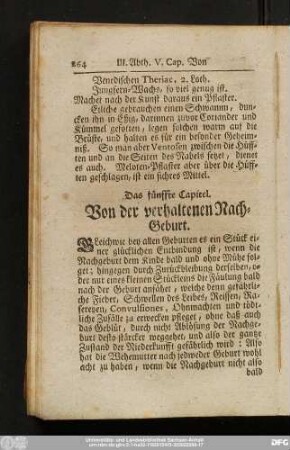 264 III. Abth. V. Cap. Von
Venedischen Theriac, 2. Loth.
Jungfern-Wachs, so viel genug ist.
Machet nach der Kunst daraus ein Pflaster.
Etliche gebrauchen einen Schwamm, dun-
cken ihn in Essig, darinnen zuvor Coriander und
Kümmel gesotten, legen solchen warm auf die
Brüste, und halten es für ein besonder Geheim-
niß. So man aber Ventosen zwischen die Hüff-
ten und an die Seiten des Nabels setzet, dienet
es auch. Meloten-Pflaster aber über die Hüff-
ten geschlagen, ist ein sichres Mittel.
Das fünffte Capitel.
Von der verhaltenen Nach-
Geburt.
Gleichwie bey allen Geburten es ein Stück ei-
ner glücklichen Entbindung ist, wenn die
Nachgeburt dem Kinde bald und ohne Mühe fol-
get; hingegen durch Zurückbleibung derselben, o-
der nur eines kleinen Stückleins die Fäulung bald
nach der Geburt anhöhet, welche denn gefährli-
che Fieber, Schwellen des Leibes, Reissen, Ra-
sereyen, Convulsiones, Ohnmachten und tödt-
liche Zufälle zu erwecken pfleget, ohne daß auch
das Geblüt, durch nicht Ablösung der Nachge-
burt desto stärcker weggehet, und also der gantze
Zustand der Niederkunfft gefährlich wird: Also
hat die Wehemutter nach jedweder Geburt wohl
acht zu haben, wenn die Nachgeburt nicht also
bald